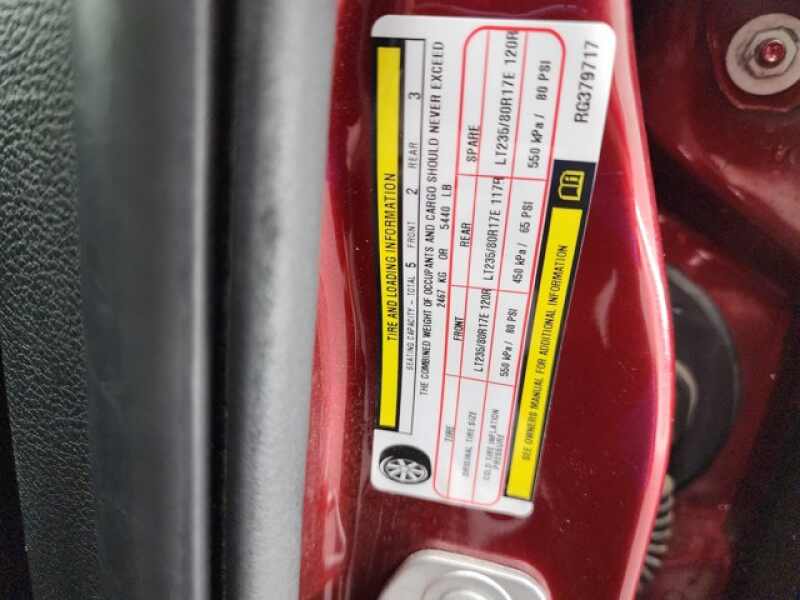 TIRE AND LOADING INFORMATION
SEATING CAPACITY - TOTAL 5 FRONT 2 REAR 3
THE COMBINED WEIGHT OF OCCUPANTS AND CARGO SHOULD NEVER EXCEED
2467 KG OR 5440 LB
TIRE FRONT REAR SPARE
ORIGINAL TIRE SIZE LT235/80R17E 120R LT235/80R17E 117R LT235/80R17E 120R
COLD TIRE INFLATION PRESSURE 550 kPa / 80 PSI 450 kPa / 65 PSI 550 kPa / 80 PSI
SEE OWNERS MANUAL FOR ADDITIONAL INFORMATION
RG379717